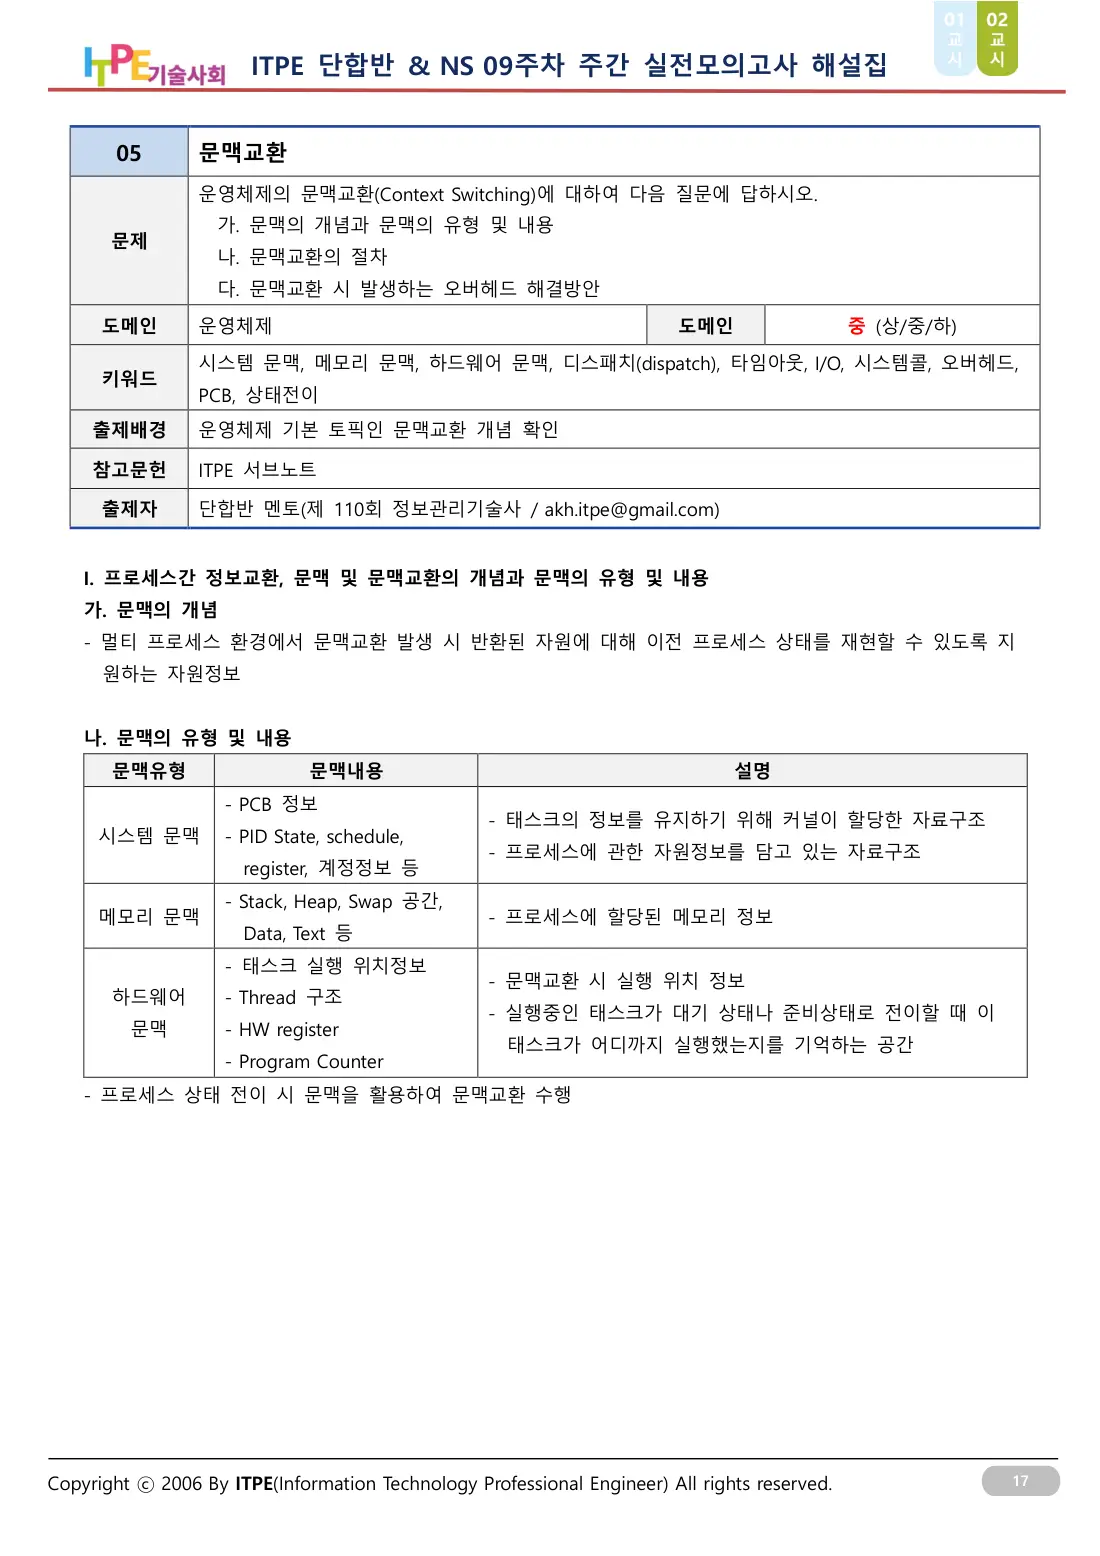 01
교
시
02
교
시
ITPE기술사회
ITPE 단합반 & NS 09주차 주간 실전모의고사 해설집
05
문맥교환
문제
운영체제의 문맥교환(Context Switching)에 대하여 다음 질문에 답하시오.
가. 문맥의 개념과 문맥의 유형 및 내용
나. 문맥교환의 절차
다. 문맥교환 시 발생하는 오버헤드 해결방안
도메인
운영체제
도메인
중 (상/중/하)
키워드
시스템 문맥, 메모리 문맥, 하드웨어 문맥, 디스패치(dispatch), 타임아웃, I/O, 시스템콜, 오버헤드,
PCB, 상태전이
출제배경
운영체제 기본 토픽인 문맥교환 개념 확인
참고문헌
ITPE 서브노트
출제자
단합반 멘토(제 110회 정보관리기술사 / akh.itpe@gmail.com)
I. 프로세스간 정보교환, 문맥 및 문맥교환의 개념과 문맥의 유형 및 내용
가. 문맥의 개념
- 멀티 프로세스 환경에서 문맥교환 발생 시 반환된 자원에 대해 이전 프로세스 상태를 재현할 수 있도록 지
원하는 자원정보
나. 문맥의 유형 및 내용
문맥유형
문맥내용
설명
시스템 문맥
- PCB 정보
- PID State, schedule,
register, 계정정보 등
- 태스크의 정보를 유지하기 위해 커널이 할당한 자료구조
- 프로세스에 관한 자원정보를 담고 있는 자료구조
메모리 문맥
- Stack, Heap, Swap 공간,
Data, Text 등
- 프로세스에 할당된 메모리 정보
하드웨어
문맥
- 태스크 실행 위치정보
- Thread 구조
- HW register
- Program Counter
- 문맥교환 시 실행 위치 정보
- 실행중인 태스크가 대기 상태나 준비상태로 전이할 때 이
태스크가 어디까지 실행했는지를 기억하는 공간
- 프로세스 상태 전이 시 문맥을 활용하여 문맥교환 수행
Copyright ⓒ 2006 By ITPE(Information Technology Professional Engineer) All rights reserved.
17